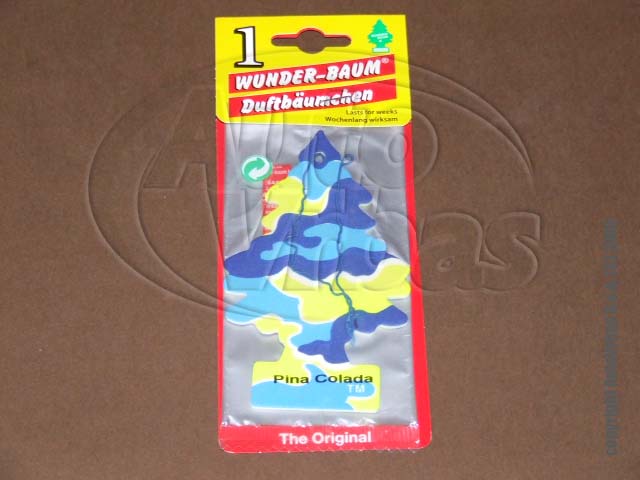 1
WUNDER-BAUM®
Duftbäumchen
Lasts for weeks
Wochenlang wirksam
Pina Colada
TM
The Original